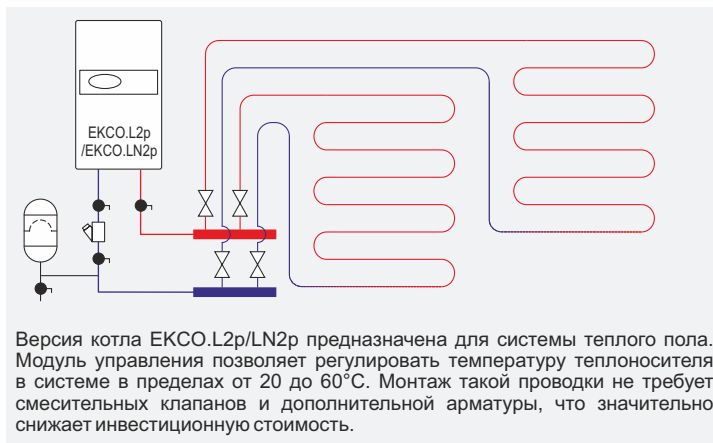 EKCO.L2p
/EKCO.LN2p
Версия котла EKCO.L2p/LN2p предназначена для системы теплого пола.
Модуль управления позволяет регулировать температуру теплоносителя
в системе в пределах от 20 до 60°C. Монтаж такой проводки не требует
смесительных клапанов и дополнительной арматуры, что значительно
снижает инвестиционную стоимость.